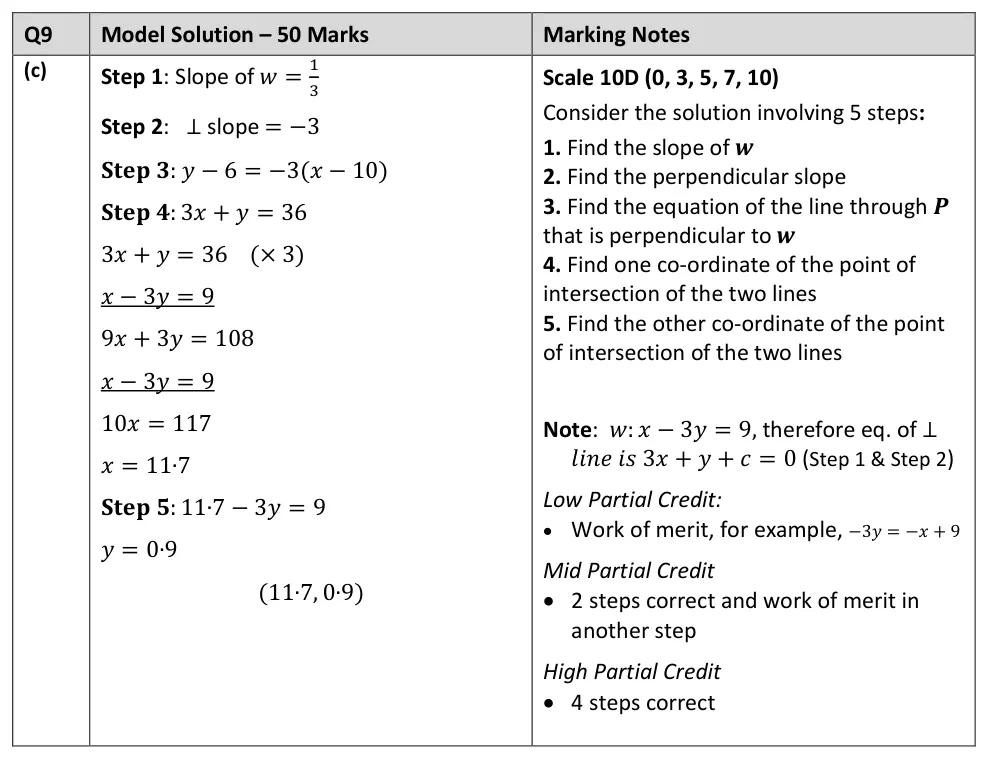 Q9 Model Solution – 50 Marks Marking Notes
(c)
Step 1: Slope of w = 1/3
Step 2: ⊥ slope = −3
Step 3: y − 6 = −3(x − 10)
Step 4: 3x + y = 36
3x + y = 36 (× 3)
x − 3y = 9
9x + 3y = 108
x − 3y = 9
10x = 117
x = 11·7
Step 5: 11·7 − 3y = 9
y = 0·9
(11·7, 0·9)
Scale 10D (0, 3, 5, 7, 10)
Consider the solution involving 5 steps:
1. Find the slope of w
2. Find the perpendicular slope
3. Find the equation of the line through P
that is perpendicular to w
4. Find one co-ordinate of the point of
intersection of the two lines
5. Find the other co-ordinate of the point
of intersection of the two lines
Note: w: x − 3y = 9, therefore eq. of ⊥
line is 3x + y + c = 0 (Step 1 & Step 2)
Low Partial Credit:
• Work of merit, for example, −3y = −x + 9
Mid Partial Credit
• 2 steps correct and work of merit in
another step
High Partial Credit
• 4 steps correct